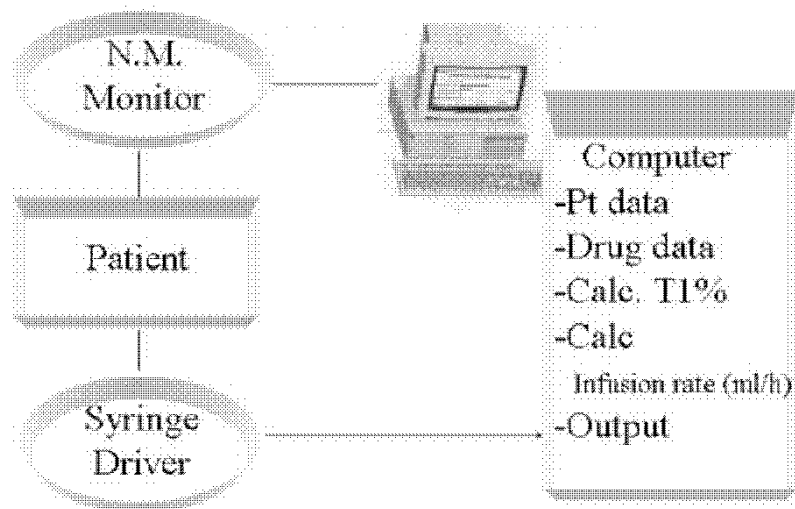 N.M.
Monitor
Patient
Syringe
Driver
Computer
-Pt data
-Drug data
-Calc. T1%
-Calc
Infusion rate (ml/h)
-Output